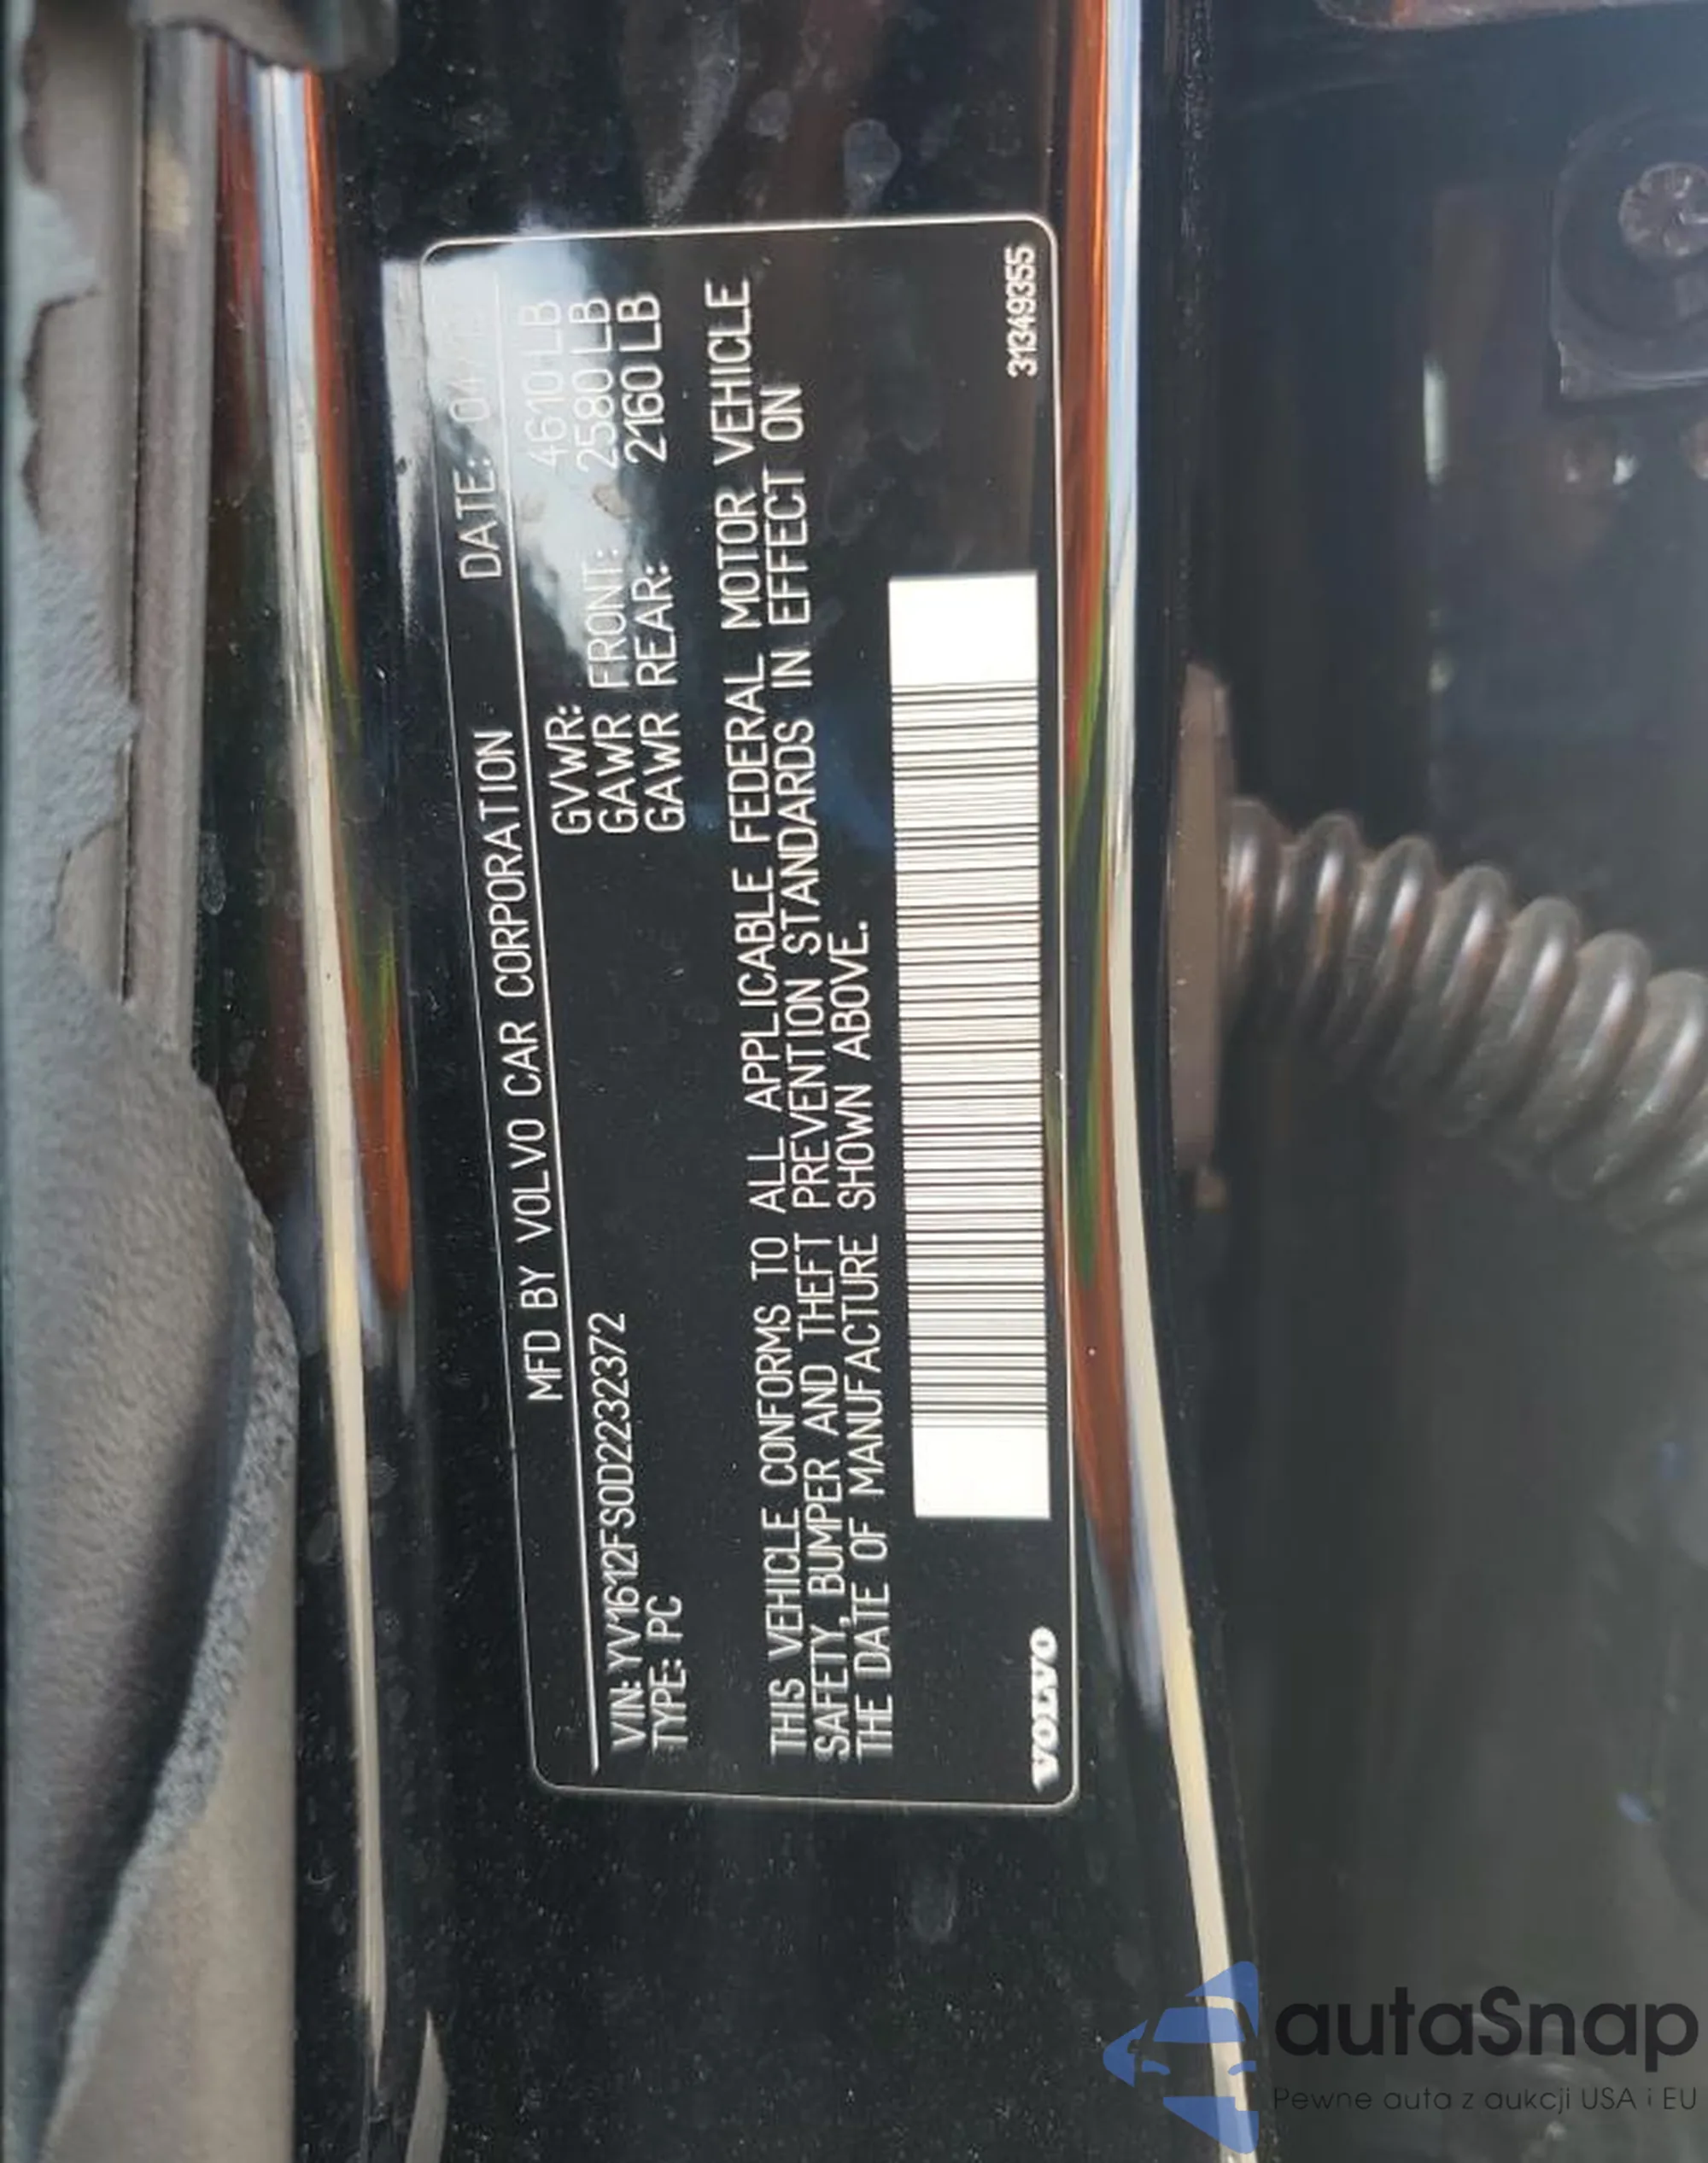 MFD BY VOLVO CAR CORPORATION DATE: 04
VIN: YV1612FS0D2232372 GVWR: 4610 LB
TYPE: PC GAWR FRONT: 2580 LB
GAWR REAR: 2160 LB
THIS VEHICLE CONFORMS TO ALL APPLICABLE FEDERAL MOTOR VEHICLE
SAFETY, BUMPER AND THEFT PREVENTION STANDARDS IN EFFECT ON
THE DATE OF MANUFACTURE SHOWN ABOVE.
VOLVO 31349355
autaSnap
Pewne auta z aukcji USA i EU